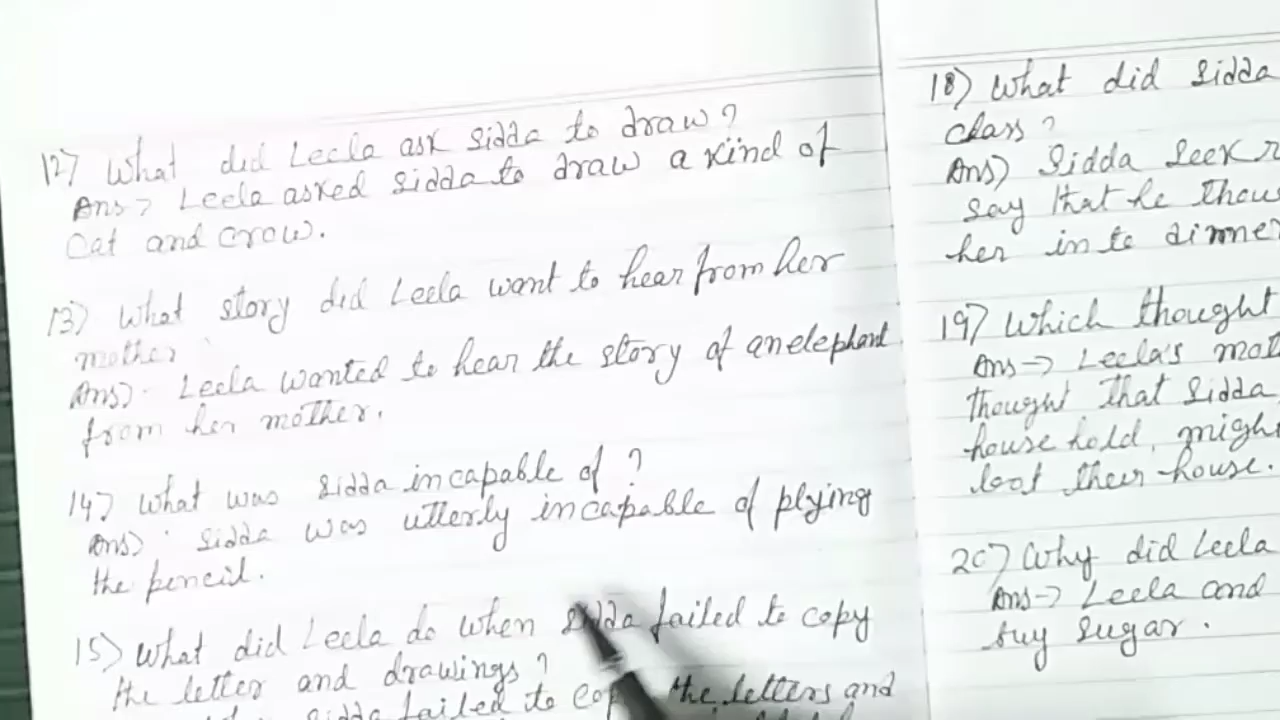 12) What did Leela ask Sidda to draw?
Ans→ Leela asked Sidda to draw a kind of
Cat and crow.
13) What story did Leela want to hear from her
mother
Ans). Leela wanted to hear the story of an elephant
from her mother.
14) What was Sidda incapable of?
Ans) Sidda was utterly incapable of plying
the pencil.
15) What did Leela do when Sidda failed to copy
the letter and drawings?
Sidda failed to the letters and
18) What did Sidda
class?
Ans) Sidda Seek
say that he
her in to dinner
19) Which thought
Ans→ Leela's
thought that Sidda
house hold,
loot their house.
20) Why did Leela
Ans→ Leela and
buy sugar.